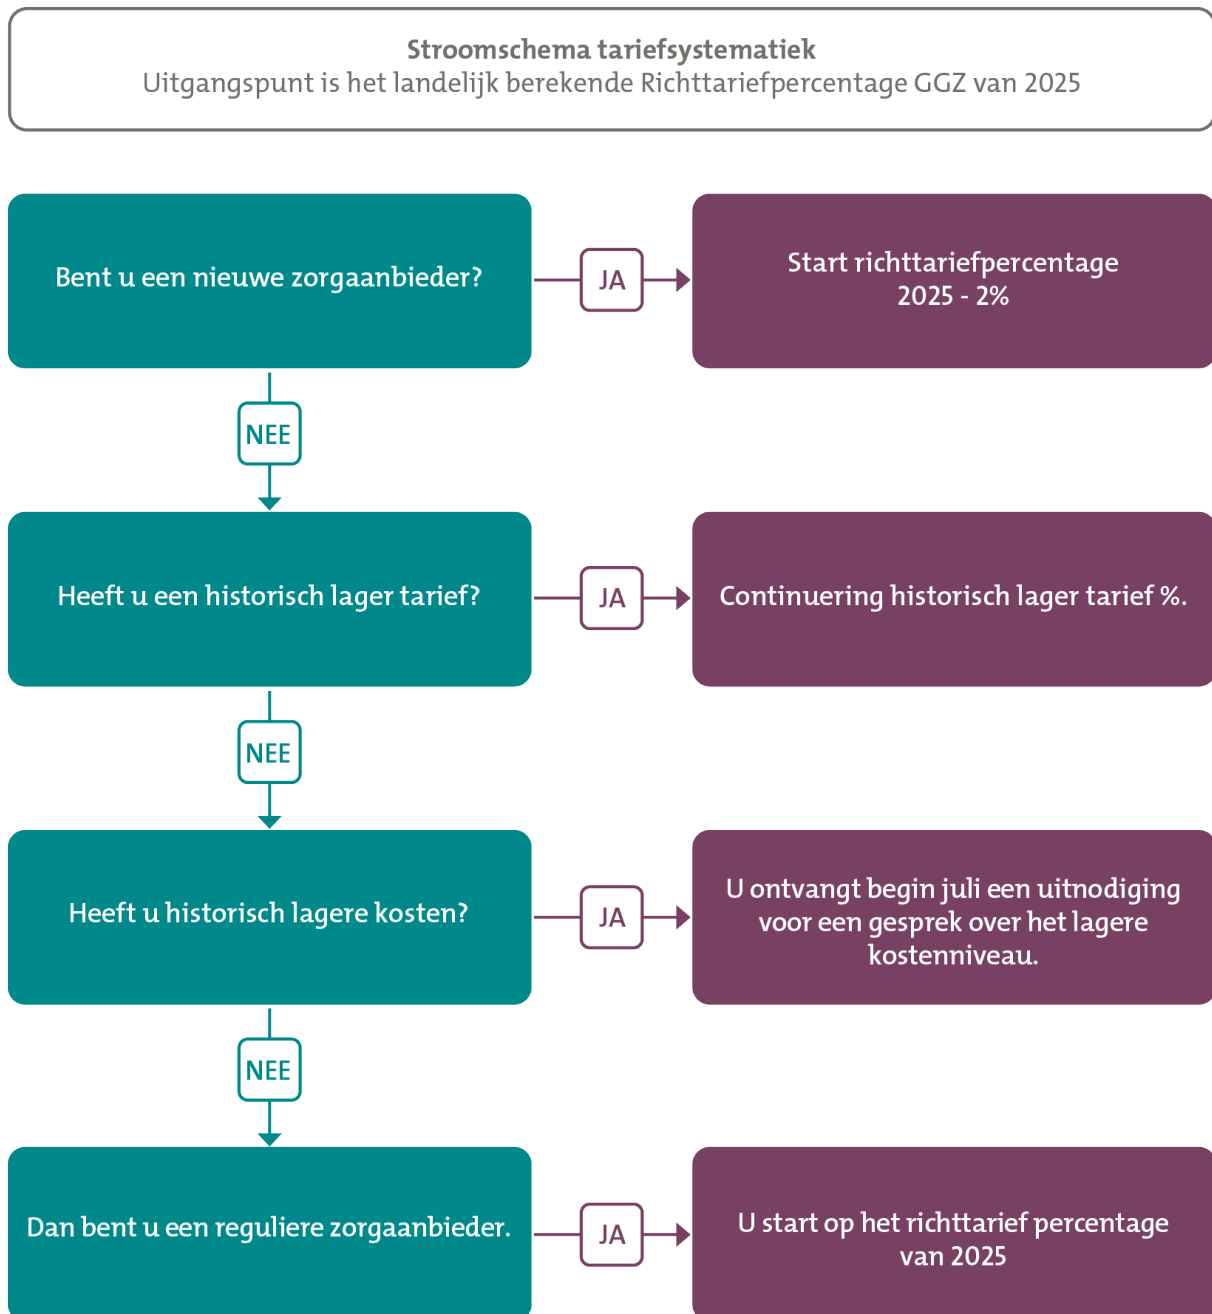 Stroomschema tariefsystematiek
Uitgangspunt is het landelijk berekende Richttariefpercentage GGZ van 2025
Bent u een nieuwe zorgaanbieder?
JA
Start richttariefpercentage
2025 - 2%
NEE
Heeft u een historisch lager tarief?
JA
Continuering historisch lager tarief %.
NEE
Heeft u historisch lagere kosten?
JA
U ontvangt begin juli een uitnodiging
voor een gesprek over het lagere
kostenniveau.
NEE
Dan bent u een reguliere zorgaanbieder.
JA
U start op het richttarief percentage
van 2025